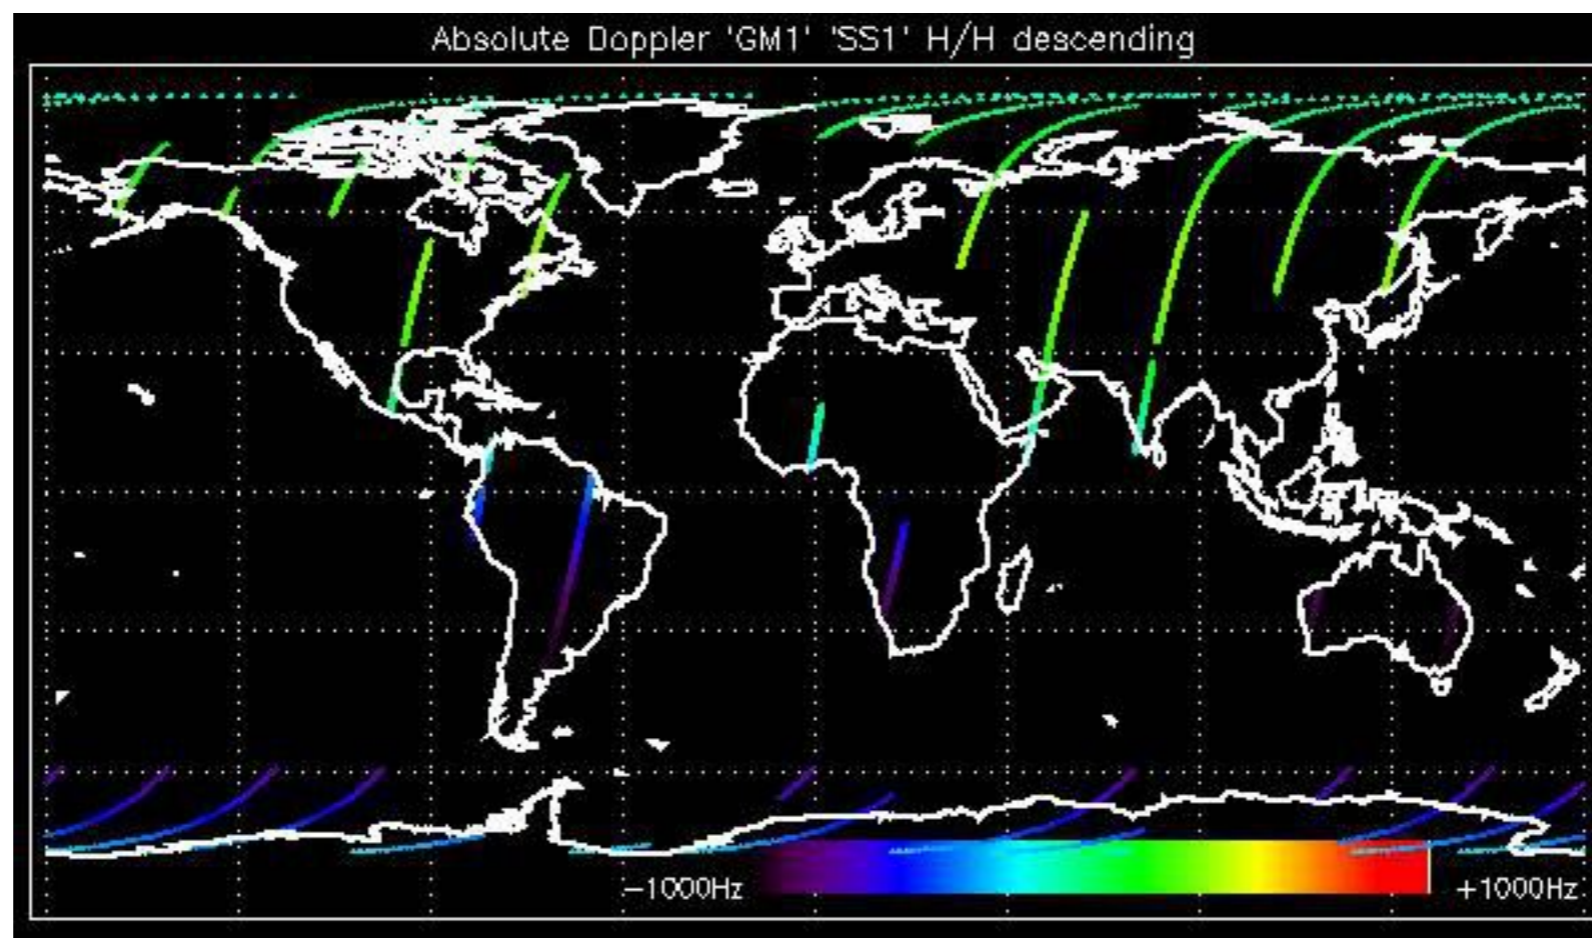 Absolute Doppler 'GM1' 'SS1' H/H descending
−1000Hz
+1000Hz